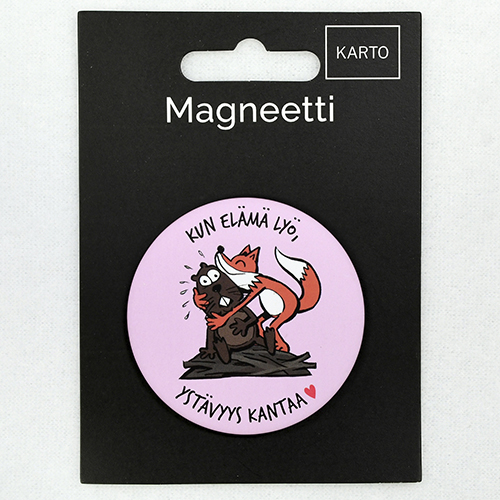 KARTO
Magneetti
KUN ELÄMÄ LYÖ,
YSTÄVYYS KANTAA